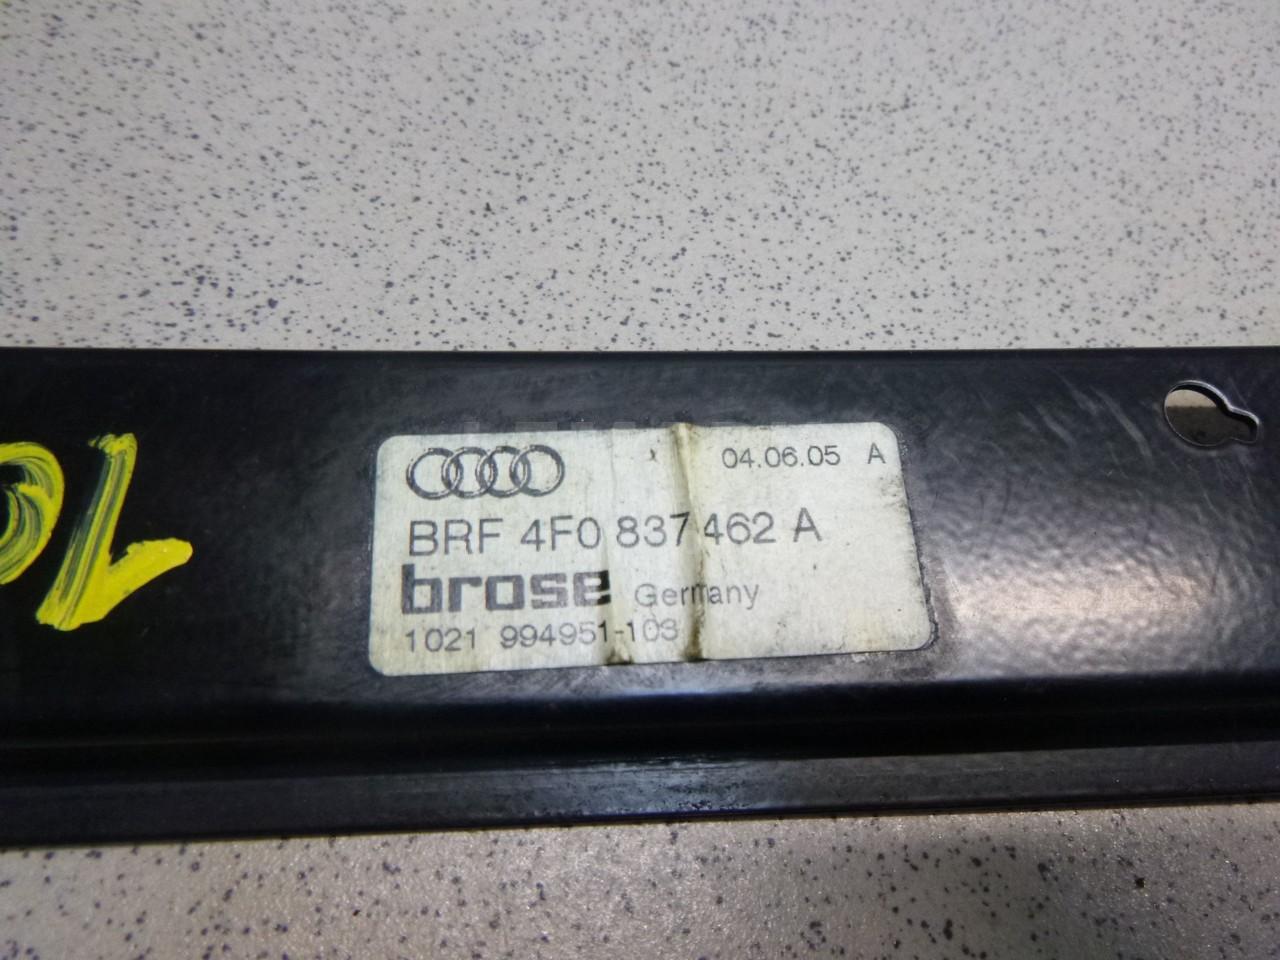 04.06.05 A
BRF 4F0 837 462 A
brose Germany
1021 994951-103